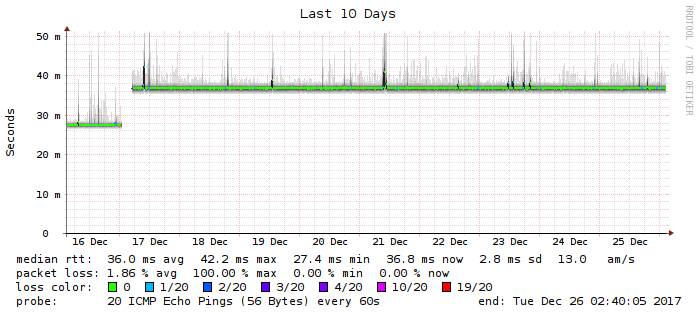 Last 10 Days
RRDTOOL / TOBI OETIKER
Seconds
50 m
40 m
30 m
20 m
10 m
0
16 Dec 17 Dec 18 Dec 19 Dec 20 Dec 21 Dec 22 Dec 23 Dec 24 Dec 25 Dec
median rtt: 36.0 ms avg 42.2 ms max 27.4 ms min 36.8 ms now 2.8 ms sd 13.0 am/s
packet loss: 1.86 % avg 100.00 % max 0.00 % min 0.00 % now
loss color: 0 1/20 2/20 3/20 4/20 10/20 19/20
probe: 20 ICMP Echo Pings (56 Bytes) every 60s end: Tue Dec 26 02:40:05 2017